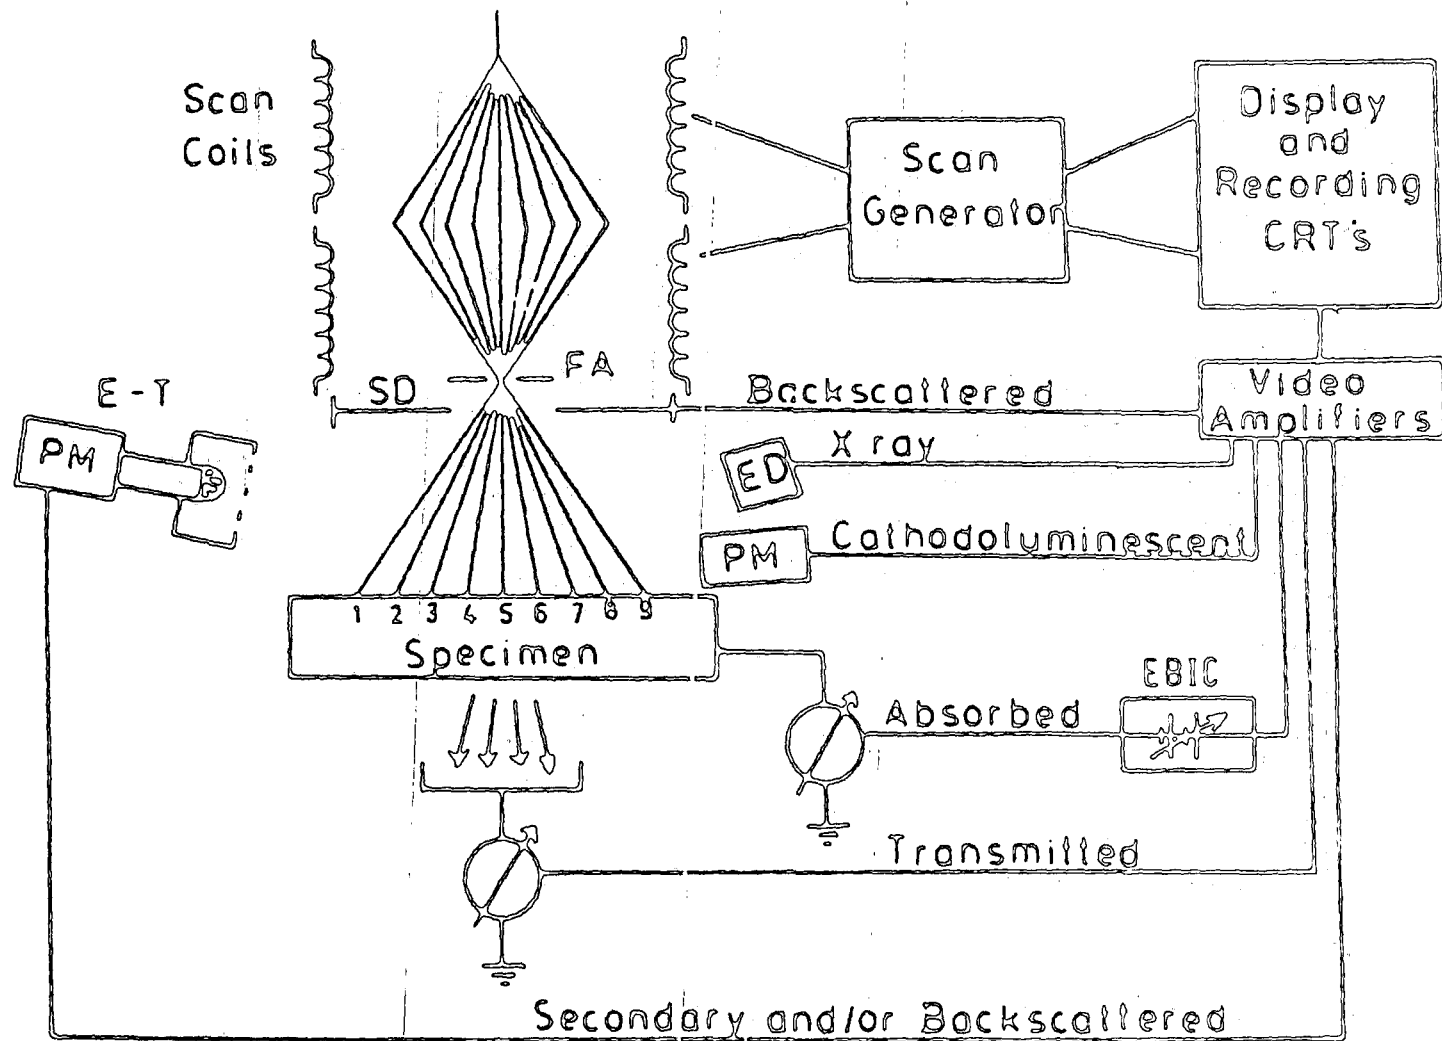 Scan
Coils
Scan
Generator
Display
and
Recording
CRT's
E-T
PM
SD
FA
Backscattered
Video
Amplifiers
X ray
ED
PM
Cathodoluminescent
1 2 3 4 5 6 7 8 9
Specimen
EBIC
Absorbed
Transmitted
Secondary and/or Backscattered